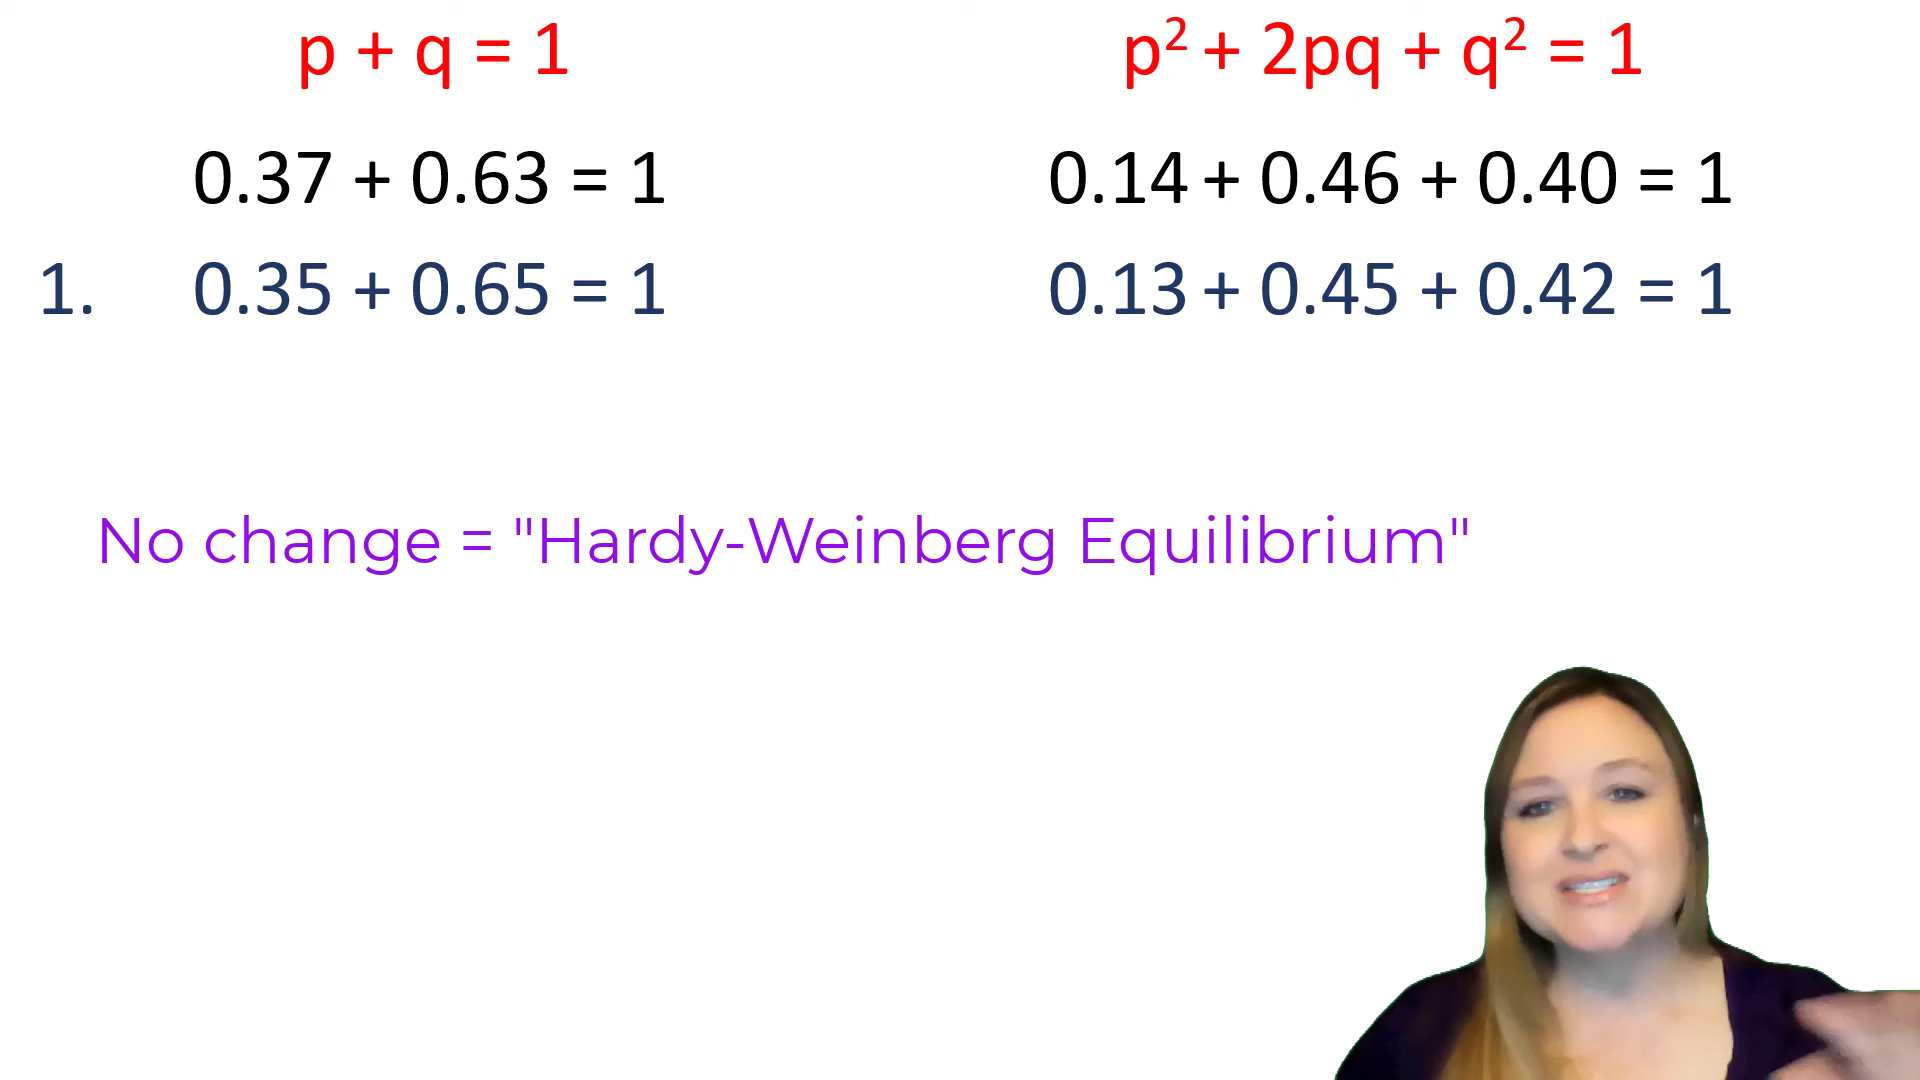 p + q = 1
p² + 2pq + q² = 1
0.37 + 0.63 = 1
0.14 + 0.46 + 0.40 = 1
1. 0.35 + 0.65 = 1
0.13 + 0.45 + 0.42 = 1
No change = "Hardy-Weinberg Equilibrium"